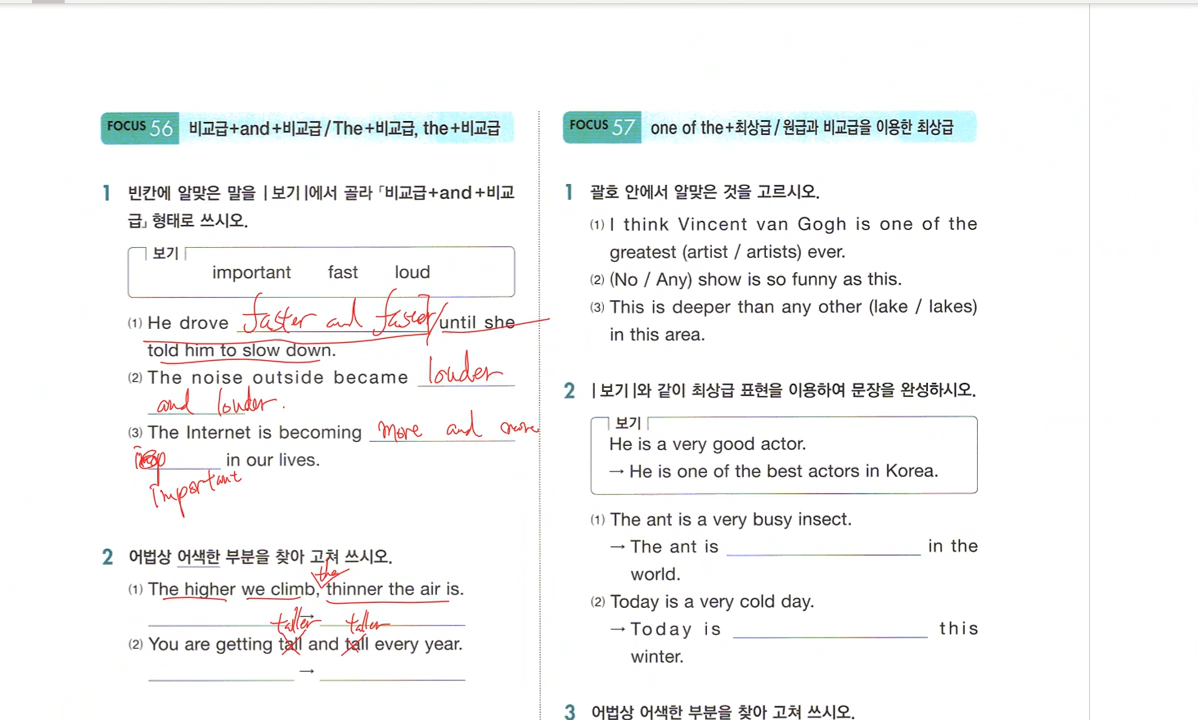 FOCUS 56 비교급+and+비교급 / The+비교급, the+비교급
1 빈칸에 알맞은 말을 |보기|에서 골라 「비교급+and+비교
급」 형태로 쓰시오.
보기
important fast loud
(1) He drove faster and faster/until she
told him to slow down.
(2) The noise outside became louder
and louder.
(3) The Internet is becoming more and more
in our lives.
important
2 어법상 어색한 부분을 찾아 고쳐 쓰시오.
the
(1) The higher we climb, thinner the air is.
→
taller taller
(2) You are getting tall and tall every year.
→
FOCUS 57 one of the+최상급 / 원급과 비교급을 이용한 최상급
1 괄호 안에서 알맞은 것을 고르시오.
(1) I think Vincent van Gogh is one of the
greatest (artist / artists) ever.
(2) (No / Any) show is so funny as this.
(3) This is deeper than any other (lake / lakes)
in this area.
2 |보기|와 같이 최상급 표현을 이용하여 문장을 완성하시오.
보기
He is a very good actor.
→ He is one of the best actors in Korea.
(1) The ant is a very busy insect.
→ The ant is in the
world.
(2) Today is a very cold day.
→ Today is this
winter.
3 어법상 어색한 부분을 찾아 고쳐 쓰시오.